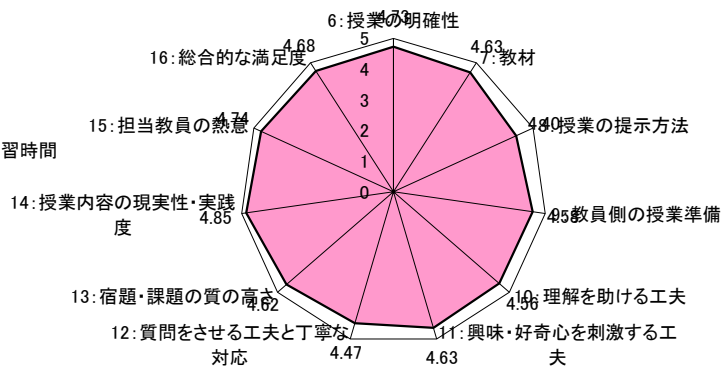 4.73
6:授業の明確性
4.63
7:教材
4.40
8:授業の提示方法
4.58
9:教員側の授業準備
4.56
10:理解を助ける工夫
4.63
11:興味・好奇心を刺激する工
夫
4.47
12:質問をさせる工夫と丁寧な
対応
4.62
13:宿題・課題の質の高さ
4.85
14:授業内容の現実性・実践
度
4.74
15:担当教員の熱意
4.68
16:総合的な満足度
習時間
5
4
3
2
1
0